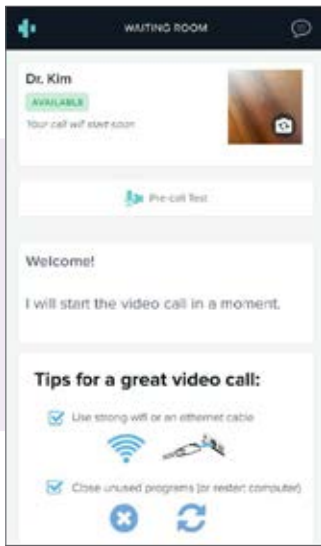 WAITING ROOM
Dr. Kim
AVAILABLE
Your call will start soon
Pre-call Test
Welcome!
I will start the video call in a moment.
Tips for a great video call:
Use strong wifi or an ethernet cable
Close unused programs (or restart computer)